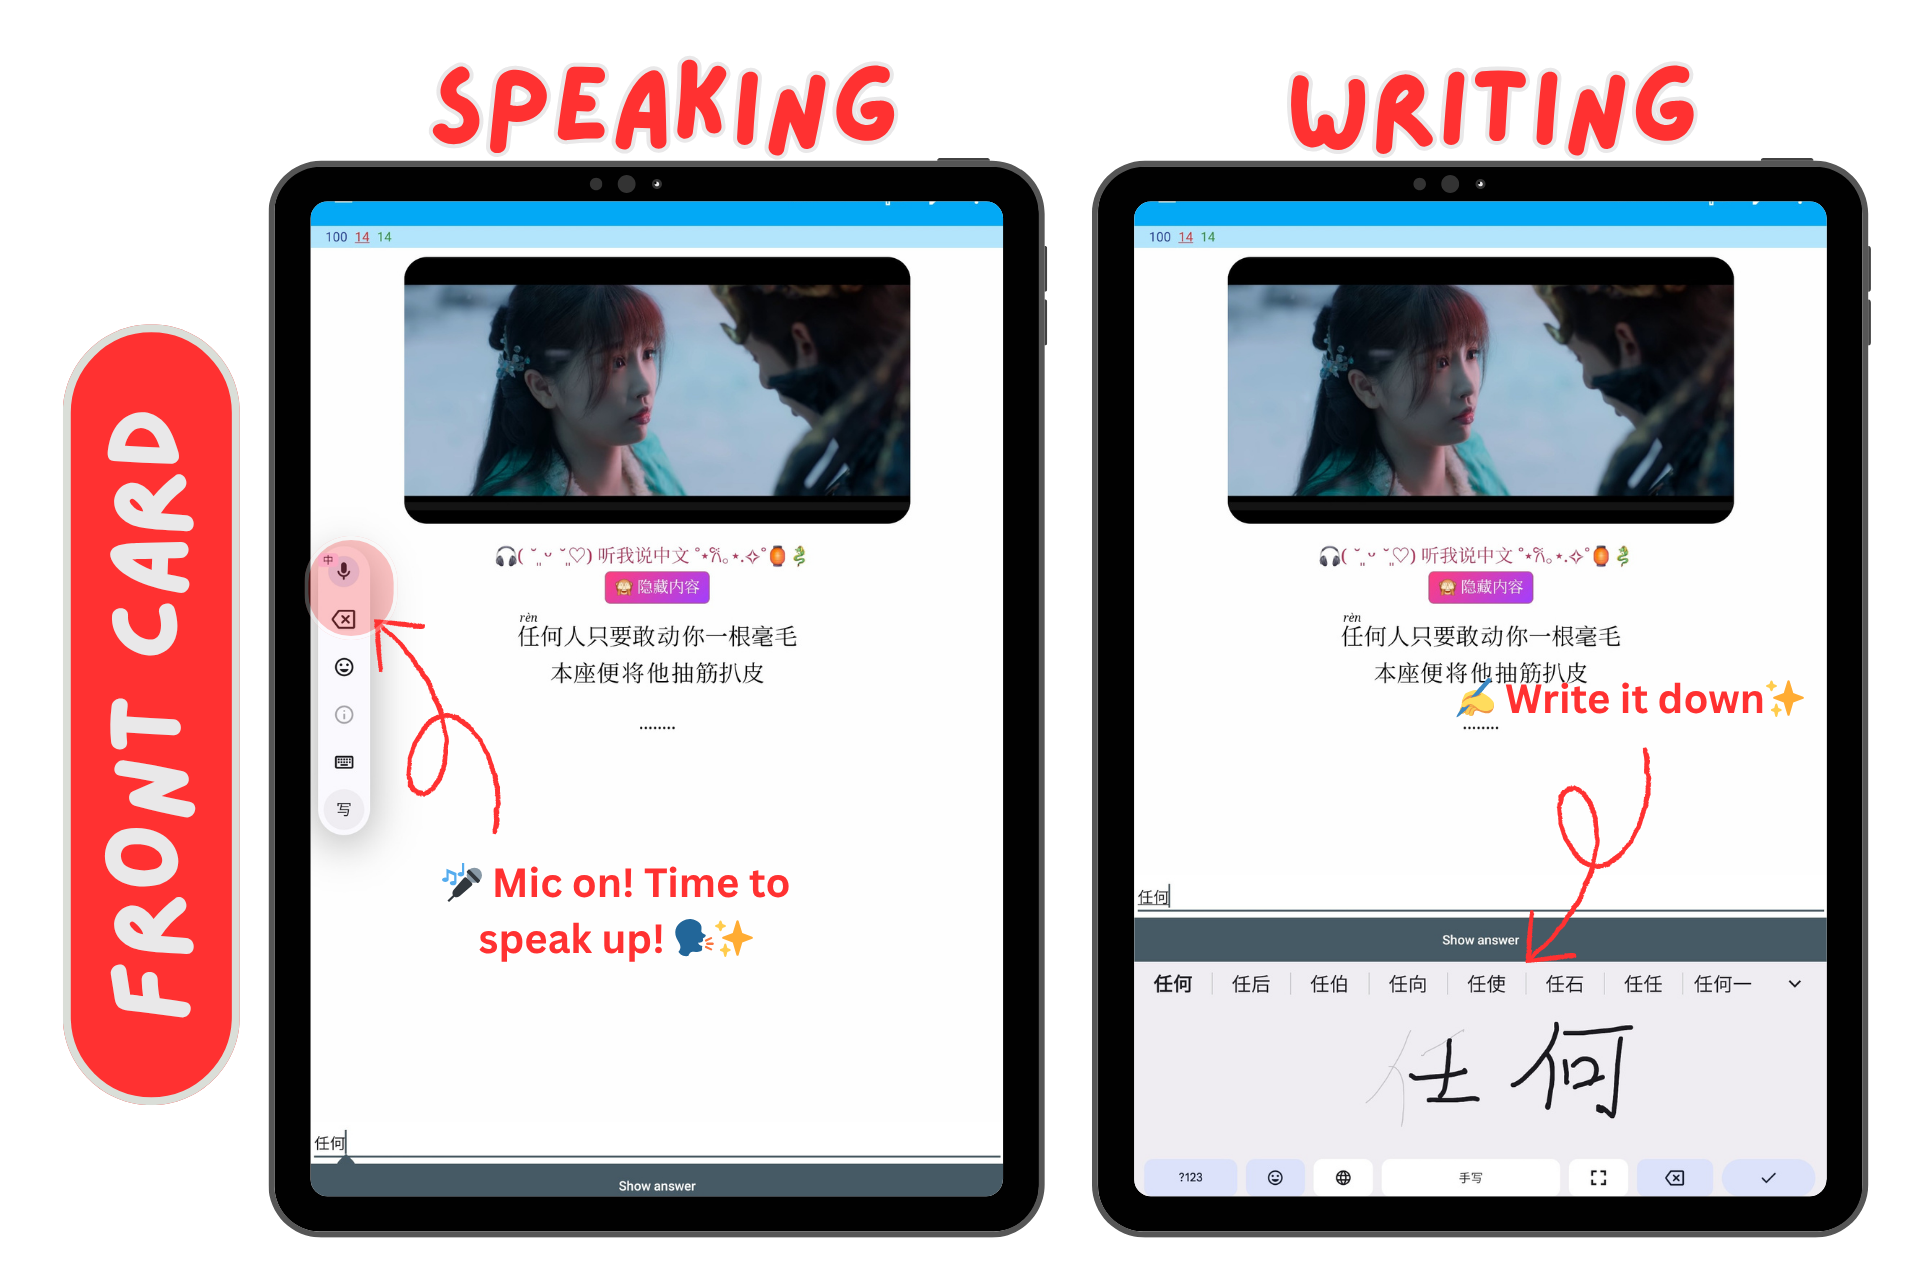 SPEAKING
WRITING
FRONT CARD
100 14 14
🎧( ˘͈ ᵕ ˘͈♡) 听我说中文 ˚⋆𐙚｡⋆.✧˚🏮🐉
🙈 隐藏内容
rèn
任何人只要敢动你一根毫毛
本座便将他抽筋扒皮
........
中
写
🎤 Mic on! Time to
speak up! 🗣️✨
任何
Show answer
100 14 14
🎧( ˘͈ ᵕ ˘͈♡) 听我说中文 ˚⋆𐙚｡⋆.✧˚🏮🐉
🙈 隐藏内容
rèn
任何人只要敢动你一根毫毛
本座便将他抽筋扒皮
✍️ Write it down✨
........
任何
Show answer
任何 任后 任伯 任向 任使 任石 任任 任何一
任何
?123 手写